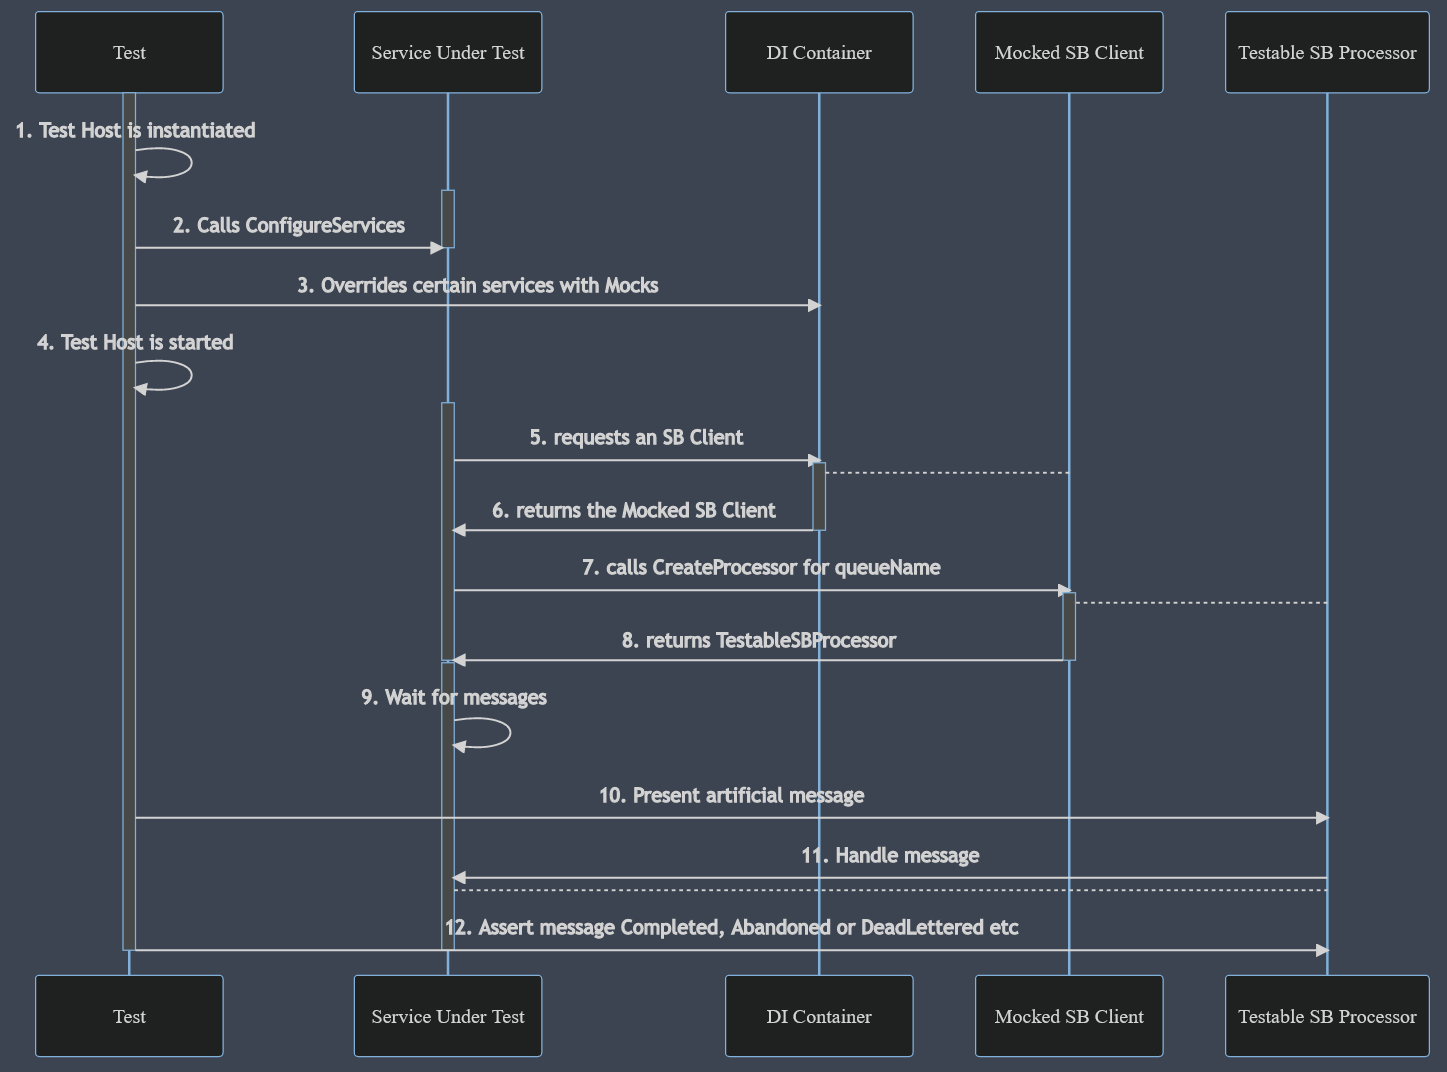 Test
Service Under Test
DI Container
Mocked SB Client
Testable SB Processor
1. Test Host is instantiated
2. Calls ConfigureServices
3. Overrides certain services with Mocks
4. Test Host is started
5. requests an SB Client
6. returns the Mocked SB Client
7. calls CreateProcessor for queueName
8. returns TestableSBProcessor
9. Wait for messages
10. Present artificial message
11. Handle message
12. Assert message Completed, Abandoned or DeadLettered etc
Test
Service Under Test
DI Container
Mocked SB Client
Testable SB Processor